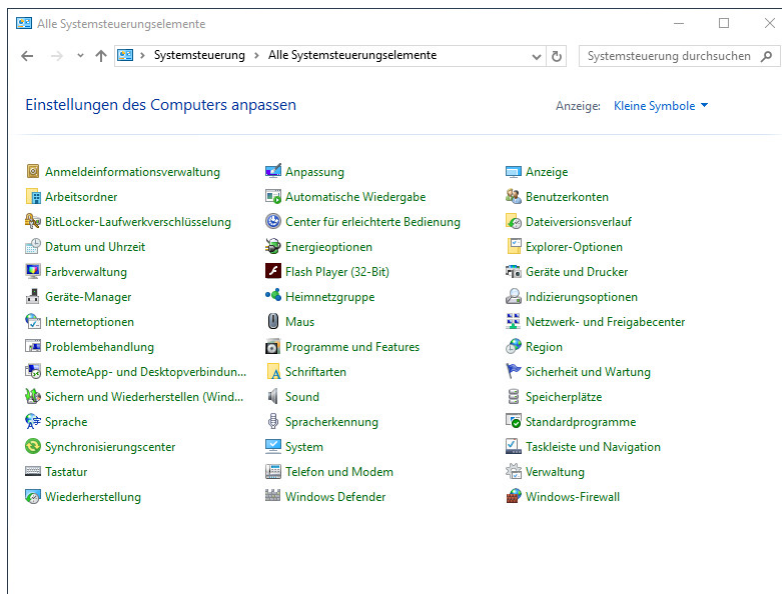 Alle Systemsteuerungselemente
Systemsteuerung > Alle Systemsteuerungselemente
Systemsteuerung durchsuchen
Einstellungen des Computers anpassen
Anzeige: Kleine Symbole
Anmeldeinformationsverwaltung Anpassung Anzeige
Arbeitsordner Automatische Wiedergabe Benutzerkonten
BitLocker-Laufwerkverschlüsselung Center für erleichterte Bedienung Dateiversionsverlauf
Datum und Uhrzeit Energieoptionen Explorer-Optionen
Farbverwaltung Flash Player (32-Bit) Geräte und Drucker
Geräte-Manager Heimnetzgruppe Indizierungsoptionen
Internetoptionen Maus Netzwerk- und Freigabecenter
Problembehandlung Programme und Features Region
RemoteApp- und Desktopverbindun... Schriftarten Sicherheit und Wartung
Sichern und Wiederherstellen (Wind... Sound Speicherplätze
Sprache Spracherkennung Standardprogramme
Synchronisierungscenter System Taskleiste und Navigation
Tastatur Telefon und Modem Verwaltung
Wiederherstellung Windows Defender Windows-Firewall